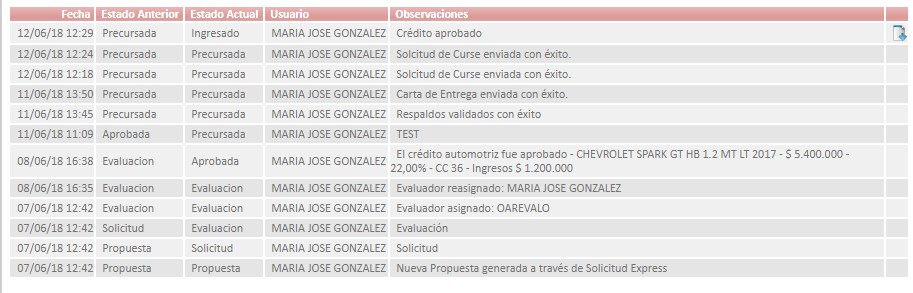 Fecha Estado Anterior Estado Actual Usuario Observaciones
12/06/18 12:29 Precursada Ingresado MARIA JOSE GONZALEZ Crédito aprobado
12/06/18 12:24 Precursada Precursada MARIA JOSE GONZALEZ Solcitud de Curse enviada con éxito.
12/06/18 12:18 Precursada Precursada MARIA JOSE GONZALEZ Solcitud de Curse enviada con éxito.
11/06/18 13:50 Precursada Precursada MARIA JOSE GONZALEZ Carta de Entrega enviada con éxito.
11/06/18 13:45 Precursada Precursada MARIA JOSE GONZALEZ Respaldos validados con éxito
11/06/18 11:09 Aprobada Precursada MARIA JOSE GONZALEZ TEST
08/06/18 16:38 Evaluacion Aprobada MARIA JOSE GONZALEZ El crédito automotriz fue aprobado - CHEVROLET SPARK GT HB 1.2 MT LT 2017 - $ 5.400.000 -
22,00% - CC 36 - Ingresos $ 1.200.000
08/06/18 16:35 Evaluacion Evaluacion MARIA JOSE GONZALEZ Evaluador reasignado: MARIA JOSE GONZALEZ
07/06/18 12:42 Evaluacion Evaluacion MARIA JOSE GONZALEZ Evaluador asignado: OAREVALO
07/06/18 12:42 Solicitud Evaluacion MARIA JOSE GONZALEZ Evaluación
07/06/18 12:42 Propuesta Solicitud MARIA JOSE GONZALEZ Solicitud
07/06/18 12:42 Propuesta Propuesta MARIA JOSE GONZALEZ Nueva Propuesta generada a través de Solicitud Express